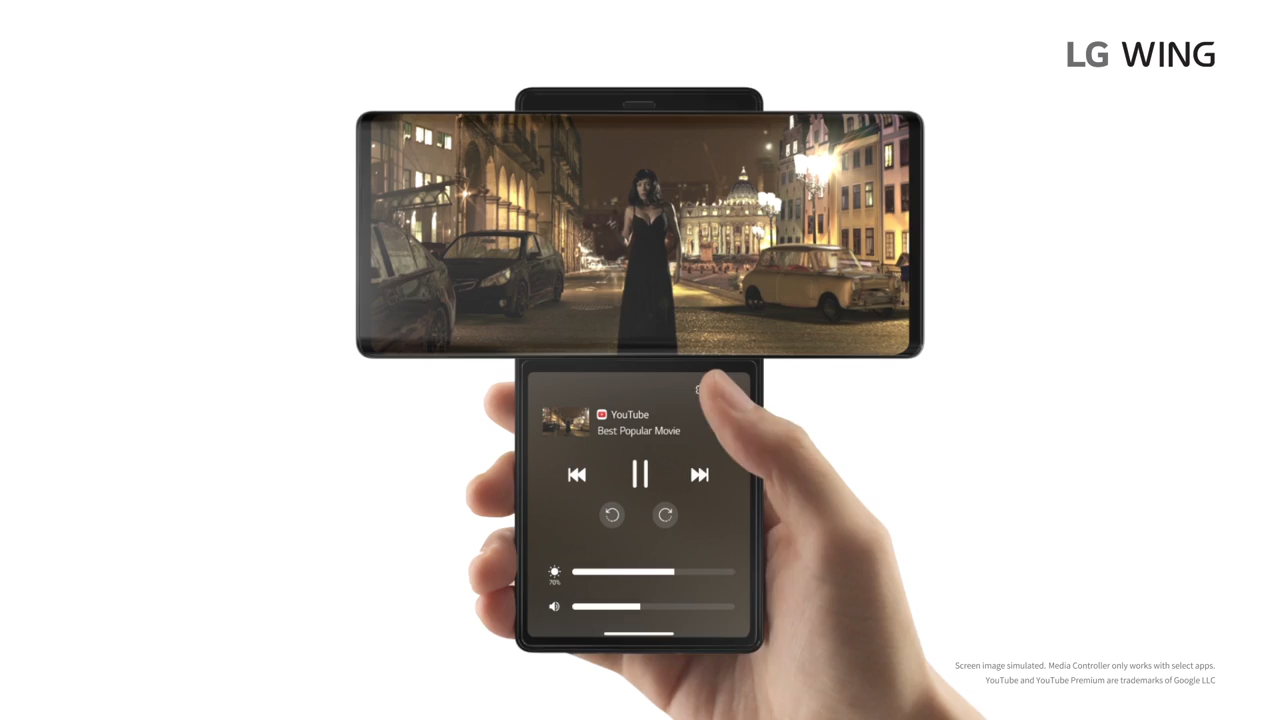 LG WING
YouTube
Best Popular Movie
70%
Screen image simulated. Media Controller only works with select apps.
YouTube and YouTube Premium are trademarks of Google LLC